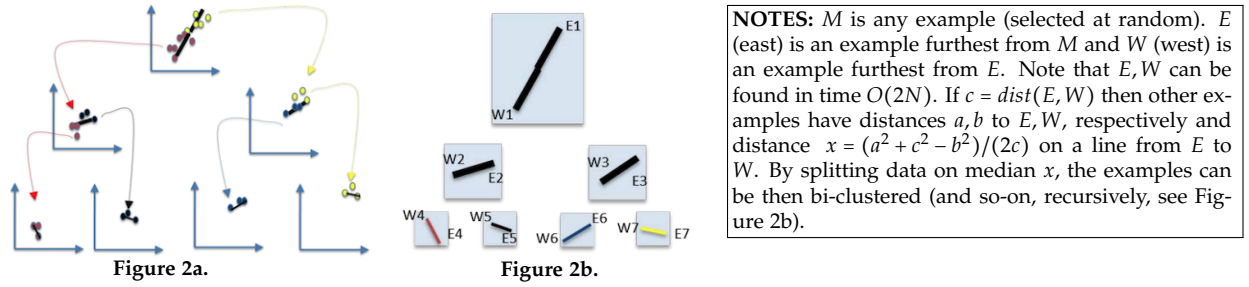 E1
W1
W2
E2
W3
E3
W4
E4
W5
E5
E6
W6
W7
E7
Figure 2a.
Figure 2b.
NOTES: M is any example (selected at random). E
(east) is an example furthest from M and W (west) is
an example furthest from E. Note that E, W can be
found in time O(2N). If c = dist(E, W) then other ex-
amples have distances a, b to E, W, respectively and
distance x = (a² + c² − b²)/(2c) on a line from E to
W. By splitting data on median x, the examples can
be then bi-clustered (and so-on, recursively, see Fig-
ure 2b).